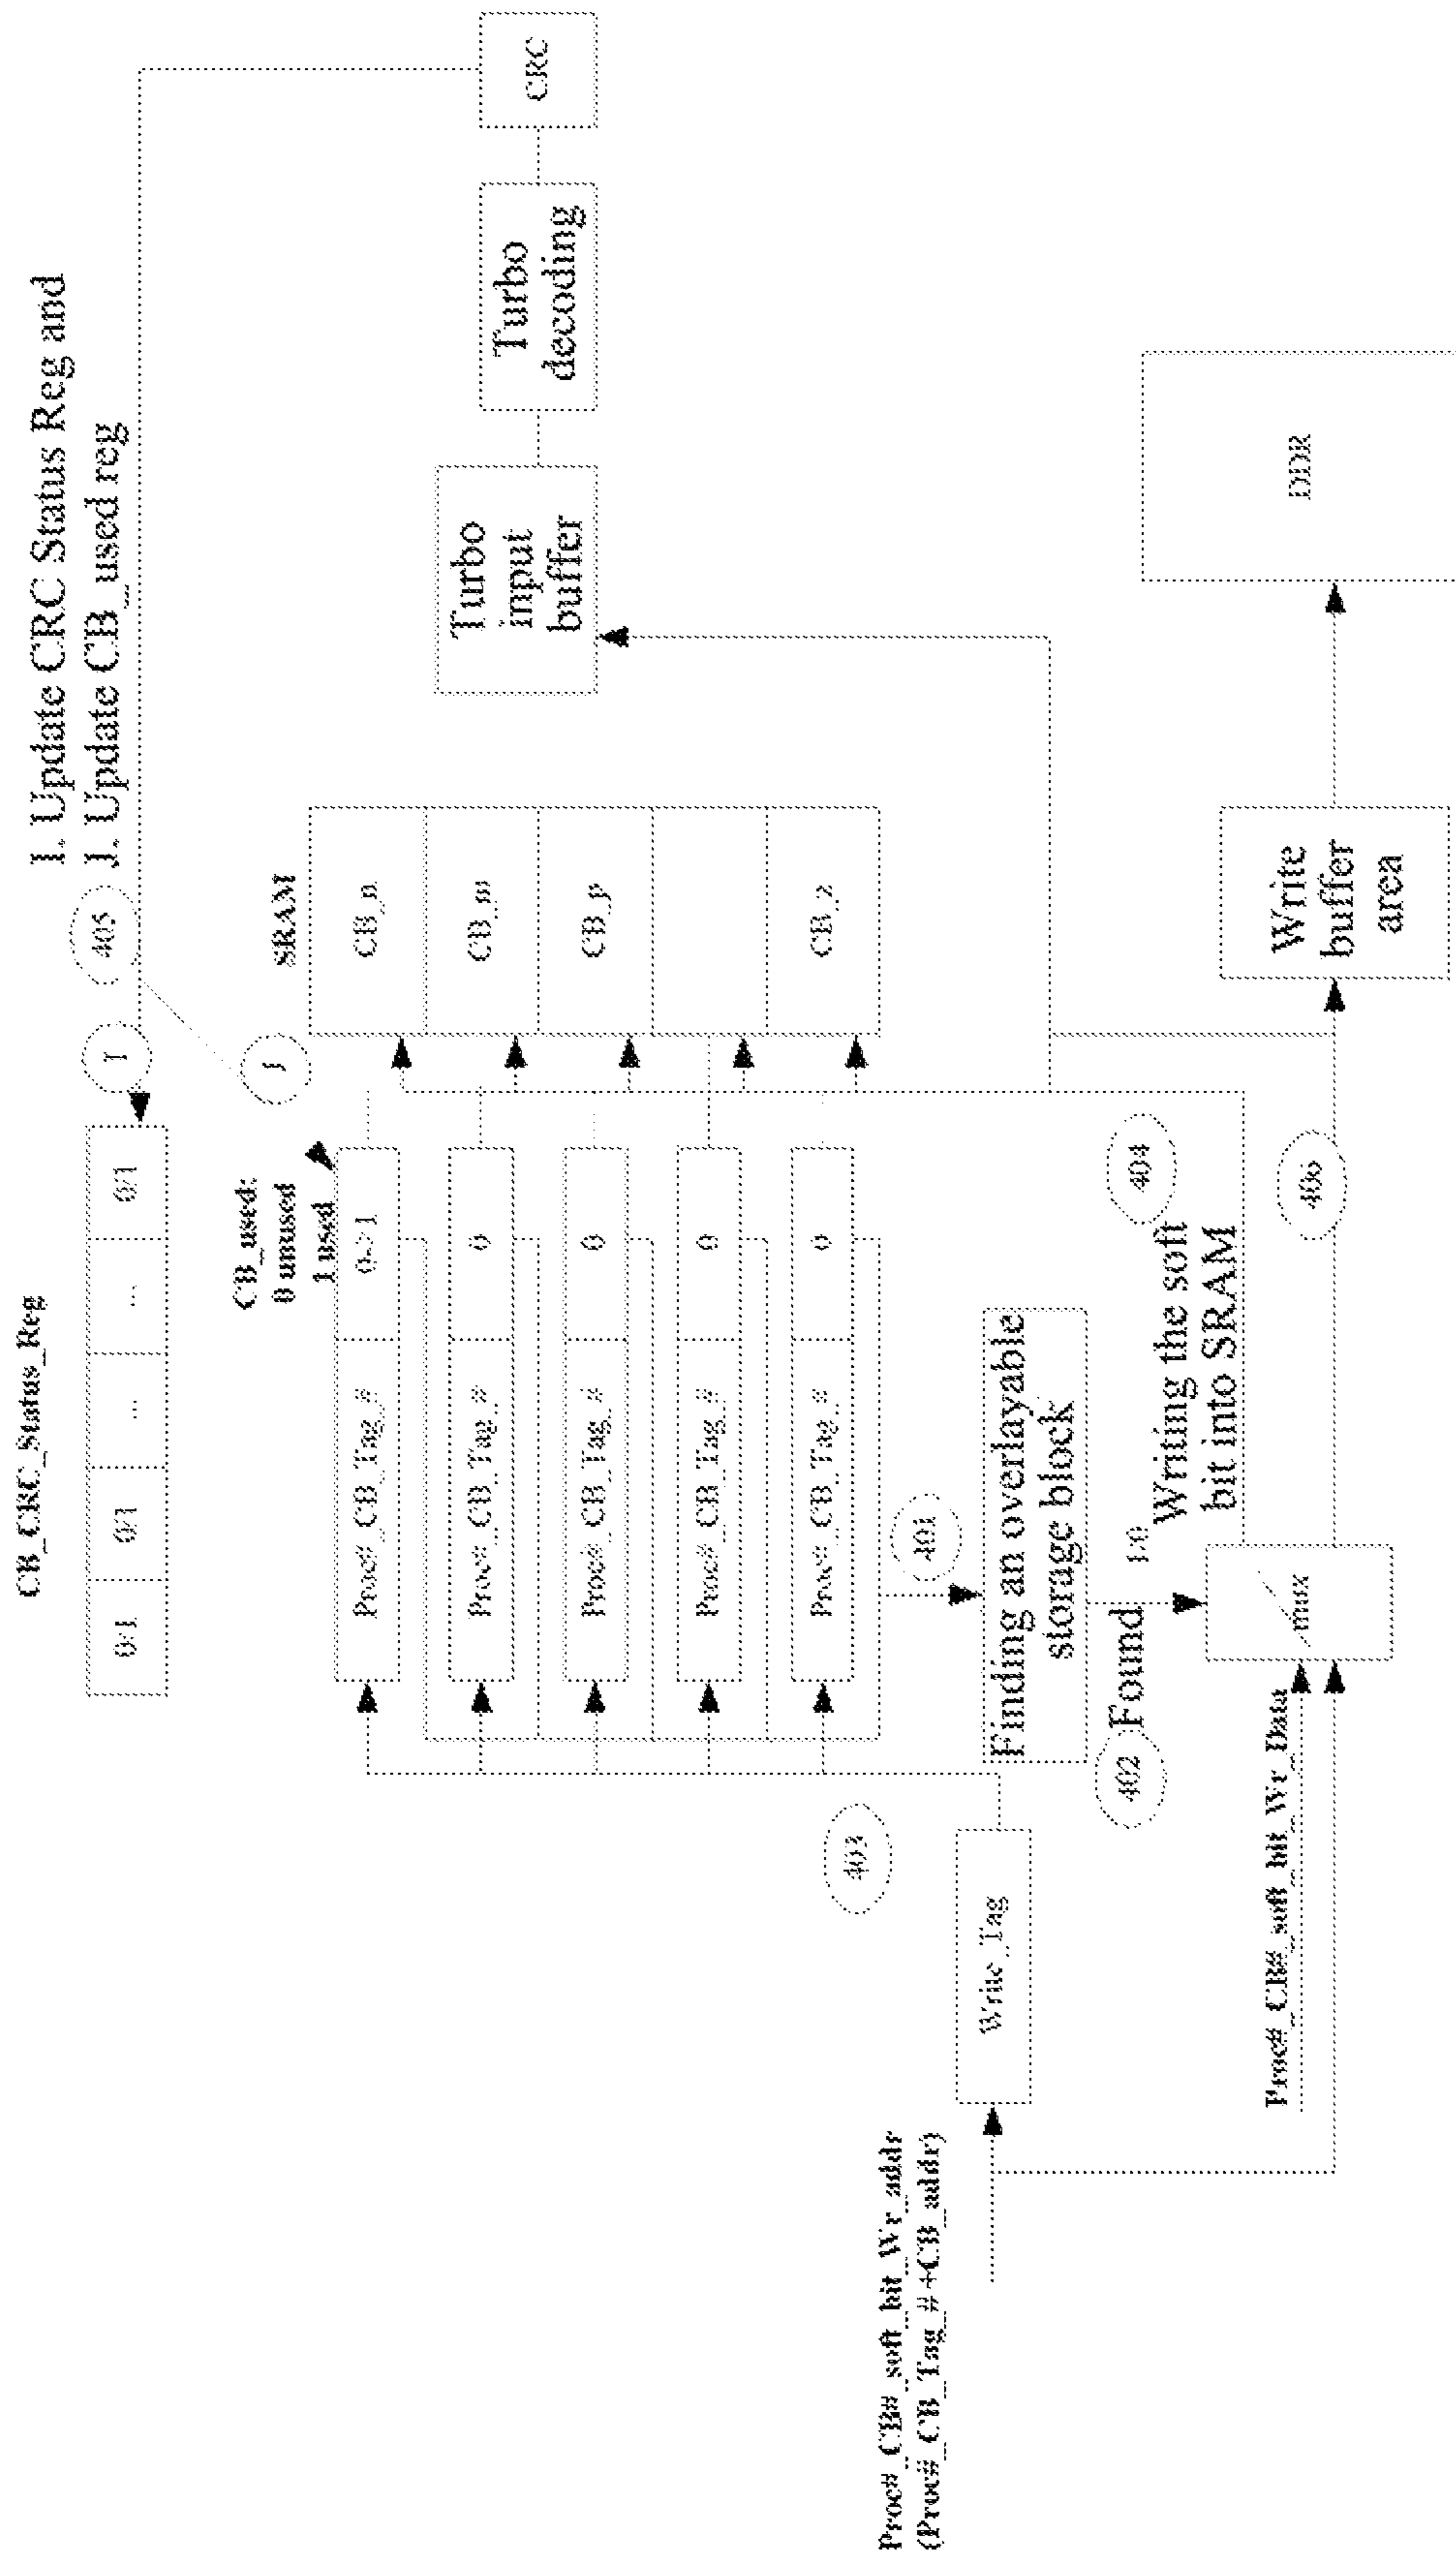 CB_CRC_Status_Reg
0/1
0/1
...
...
0/1
I
405
I. Update CRC Status Reg and
J. Update CB_used reg
J
CB_used:
0 unused
1 used
SRAM
Proc#_CB_Tag_#
0->1
CB_n
Proc#_CB_Tag_#
0
CB_m
Proc#_CB_Tag_#
0
CB_p
Proc#_CB_Tag_#
0
Proc#_CB_Tag_#
0
CB_z
Turbo
input
buffer
Turbo
decoding
CRC
403
401
Proc#_CB#_soft_bit_Wr_addr
(Proc#_CB_Tag_#+CB_addr)
Write_Tag
Finding an overlayable
storage block
402
Found
1/0
404
Writing the soft
bit into SRAM
Proc#_CB#_soft_bit_Wr_Data
mux
406
Write
buffer
area
DDR